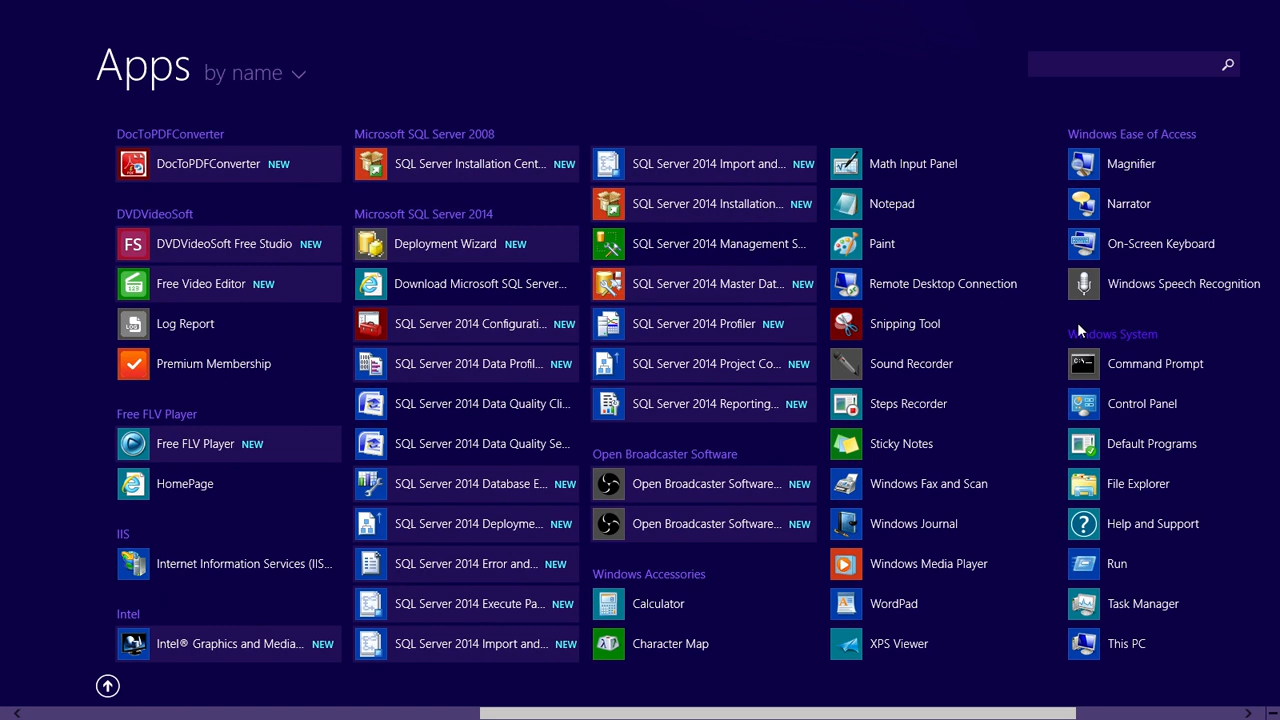 Apps by name
DocToPDFConverter
DocToPDFConverter NEW
DVDVideoSoft
DVDVideoSoft Free Studio NEW
Free Video Editor NEW
Log Report
Premium Membership
Free FLV Player
Free FLV Player NEW
HomePage
IIS
Internet Information Services (IIS...
Intel
Intel® Graphics and Media... NEW
Microsoft SQL Server 2008
SQL Server Installation Cent... NEW
Microsoft SQL Server 2014
Deployment Wizard NEW
Download Microsoft SQL Server...
SQL Server 2014 Configurati... NEW
SQL Server 2014 Data Profil... NEW
SQL Server 2014 Data Quality Cli...
SQL Server 2014 Data Quality Se...
SQL Server 2014 Database E... NEW
SQL Server 2014 Deployme... NEW
SQL Server 2014 Error and... NEW
SQL Server 2014 Execute Pa... NEW
SQL Server 2014 Import and... NEW
SQL Server 2014 Import and... NEW
SQL Server 2014 Installation... NEW
SQL Server 2014 Management S...
SQL Server 2014 Master Dat... NEW
SQL Server 2014 Profiler NEW
SQL Server 2014 Project Co... NEW
SQL Server 2014 Reporting... NEW
Open Broadcaster Software
Open Broadcaster Software... NEW
Open Broadcaster Software... NEW
Windows Accessories
Calculator
Character Map
Math Input Panel
Notepad
Paint
Remote Desktop Connection
Snipping Tool
Sound Recorder
Steps Recorder
Sticky Notes
Windows Fax and Scan
Windows Journal
Windows Media Player
WordPad
XPS Viewer
Windows Ease of Access
Magnifier
Narrator
On-Screen Keyboard
Windows Speech Recognition
Windows System
Command Prompt
Control Panel
Default Programs
File Explorer
Help and Support
Run
Task Manager
This PC